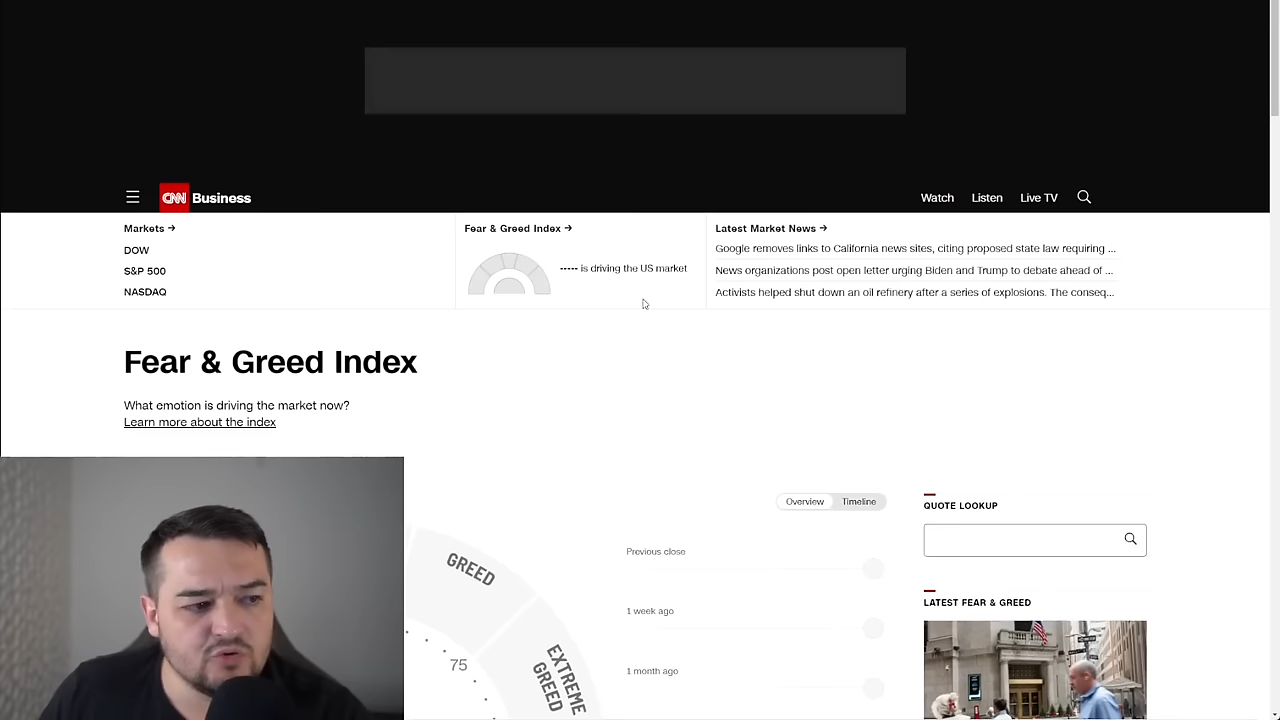 CNN Business
Watch
Listen
Live TV
Markets →
DOW
S&P 500
NASDAQ
Fear & Greed Index →
----- is driving the US market
Latest Market News →
Google removes links to California news sites, citing proposed state law requiring ...
News organizations post open letter urging Biden and Trump to debate ahead of ...
Activists helped shut down an oil refinery after a series of explosions. The conseq...
Fear & Greed Index
What emotion is driving the market now?
Learn more about the index
Overview
Timeline
GREED
EXTREME
GREED
75
Previous close
1 week ago
1 month ago
QUOTE LOOKUP
LATEST FEAR & GREED